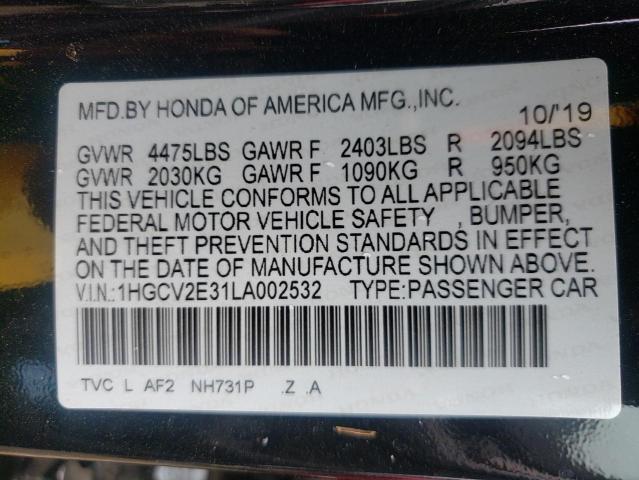 MFD.BY HONDA OF AMERICA MFG.,INC.
10/'19
GVWR 4475LBS GAWR F 2403LBS R 2094LBS
GVWR 2030KG GAWR F 1090KG R 950KG
THIS VEHICLE CONFORMS TO ALL APPLICABLE
FEDERAL MOTOR VEHICLE SAFETY , BUMPER,
AND THEFT PREVENTION STANDARDS IN EFFECT
ON THE DATE OF MANUFACTURE SHOWN ABOVE.
V.I.N.:1HGCV2E31LA002532 TYPE:PASSENGER CAR
TVC L AF2 NH731P .Z .A